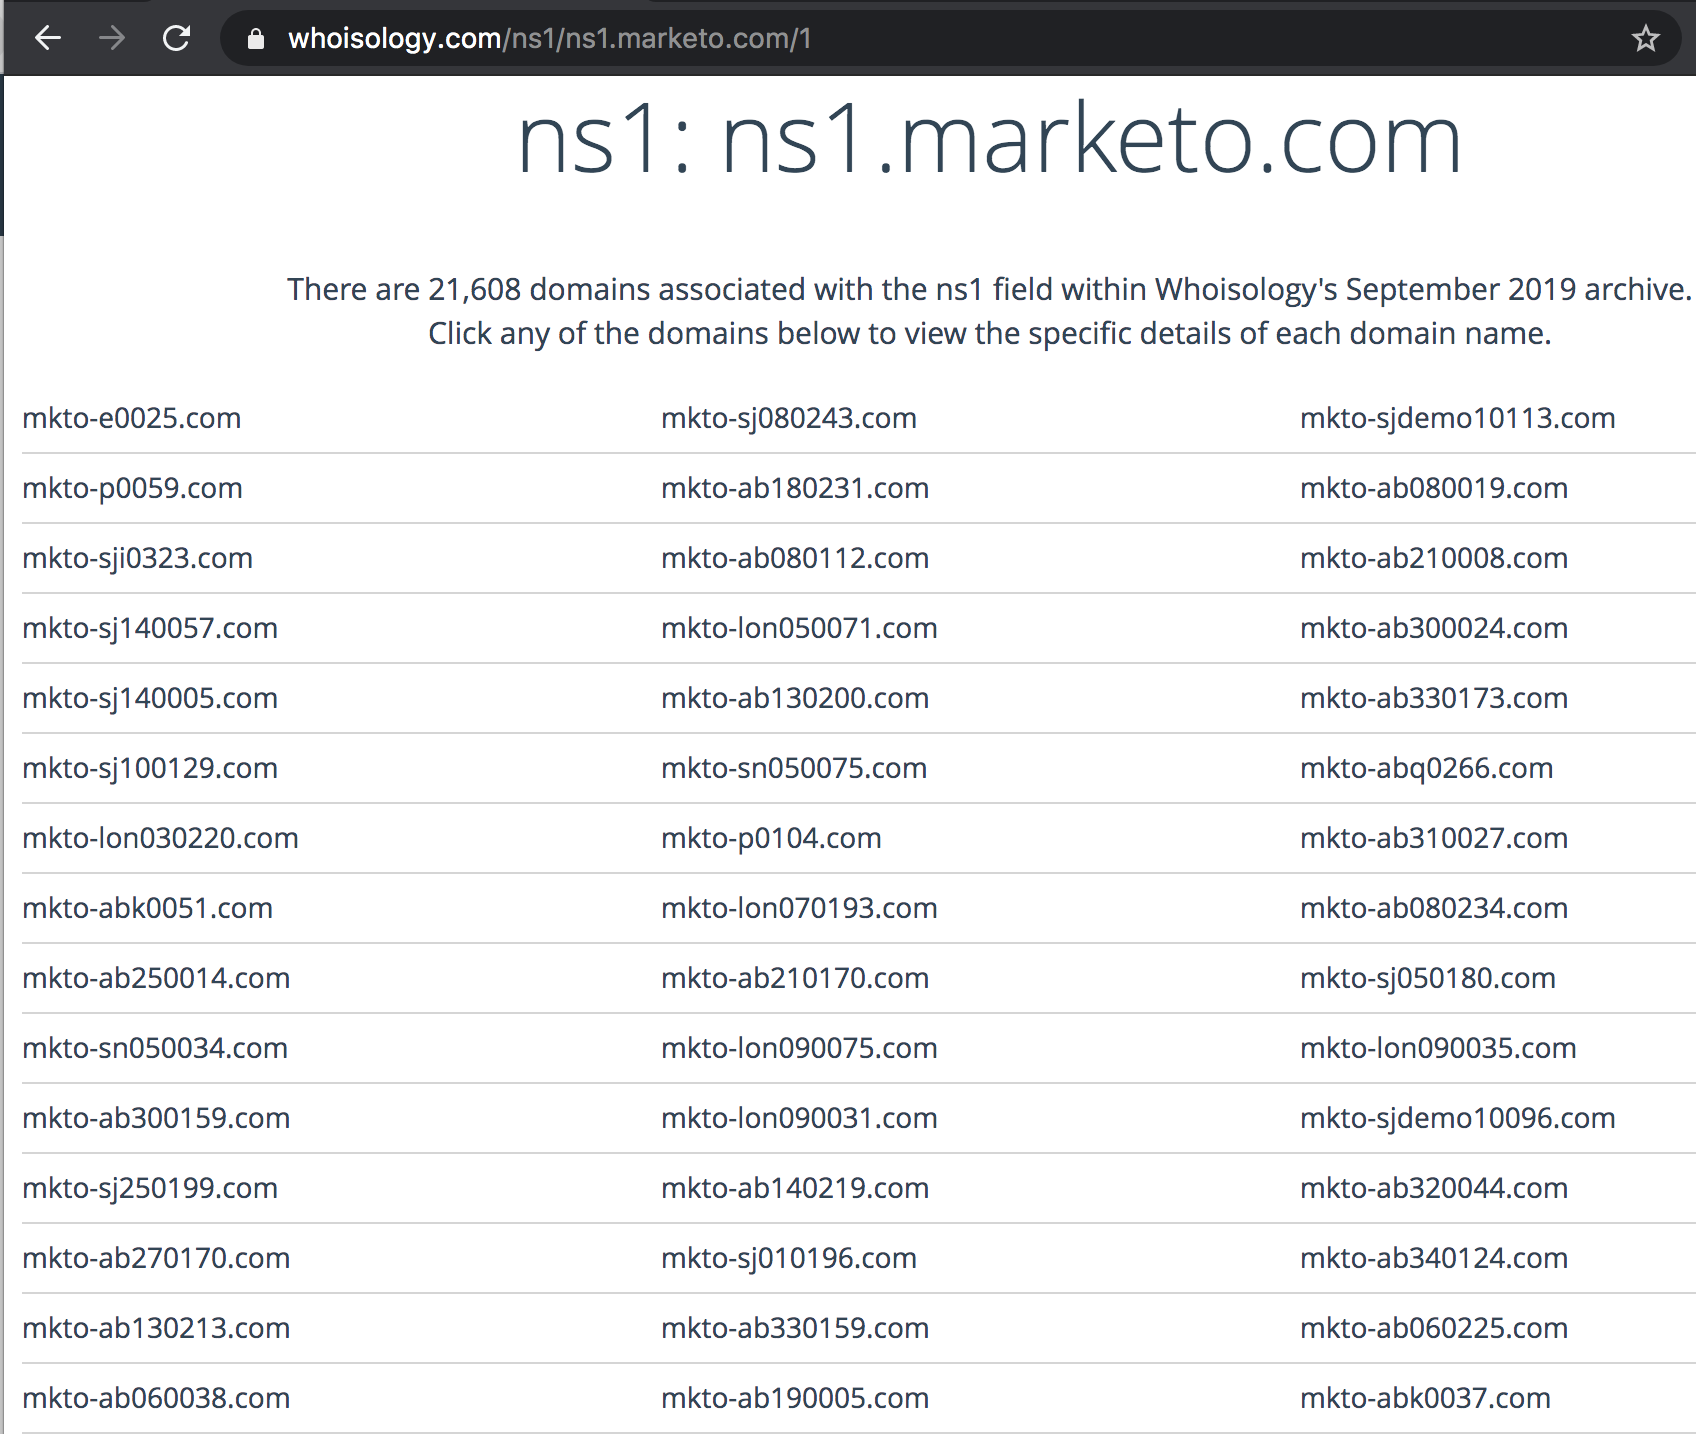 whoisology.com/ns1/ns1.marketo.com/1
ns1: ns1.marketo.com
There are 21,608 domains associated with the ns1 field within Whoisology's September 2019 archive.
Click any of the domains below to view the specific details of each domain name.
mkto-e0025.com mkto-sj080243.com mkto-sjdemo10113.com
mkto-p0059.com mkto-ab180231.com mkto-ab080019.com
mkto-sji0323.com mkto-ab080112.com mkto-ab210008.com
mkto-sj140057.com mkto-lon050071.com mkto-ab300024.com
mkto-sj140005.com mkto-ab130200.com mkto-ab330173.com
mkto-sj100129.com mkto-sn050075.com mkto-abq0266.com
mkto-lon030220.com mkto-p0104.com mkto-ab310027.com
mkto-abk0051.com mkto-lon070193.com mkto-ab080234.com
mkto-ab250014.com mkto-ab210170.com mkto-sj050180.com
mkto-sn050034.com mkto-lon090075.com mkto-lon090035.com
mkto-ab300159.com mkto-lon090031.com mkto-sjdemo10096.com
mkto-sj250199.com mkto-ab140219.com mkto-ab320044.com
mkto-ab270170.com mkto-sj010196.com mkto-ab340124.com
mkto-ab130213.com mkto-ab330159.com mkto-ab060225.com
mkto-ab060038.com mkto-ab190005.com mkto-abk0037.com